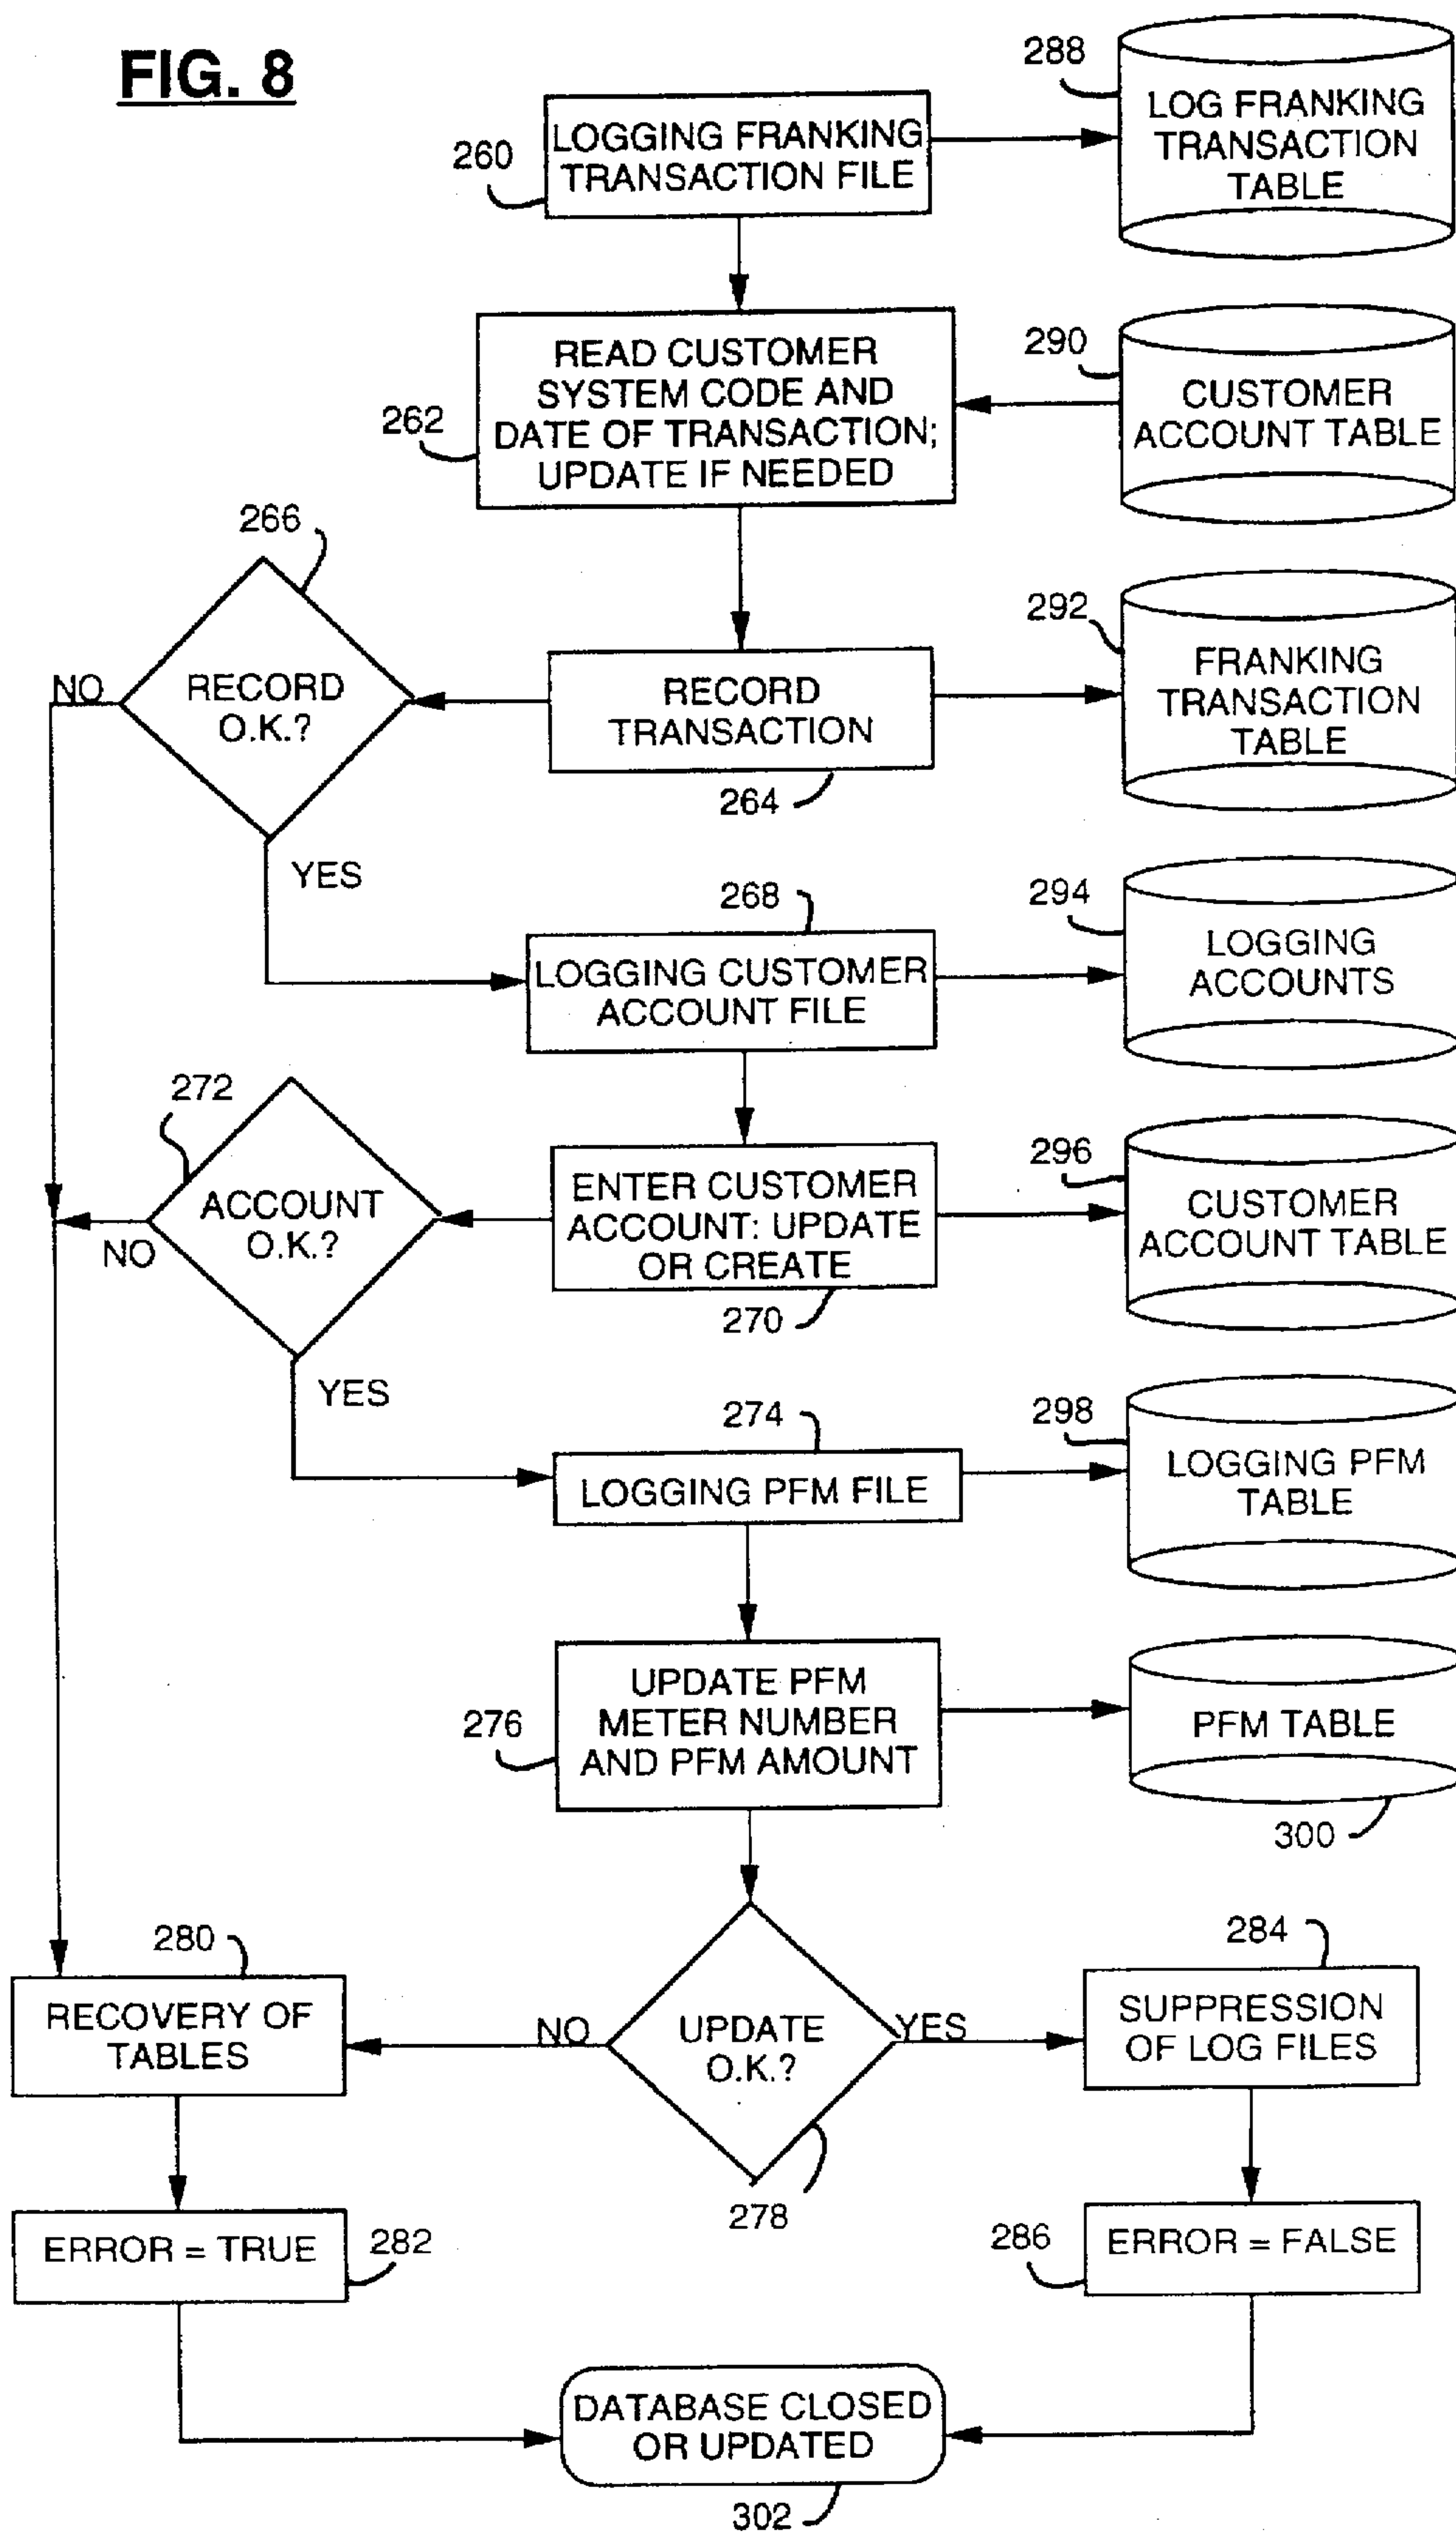 FIG. 8
288
LOG FRANKING
TRANSACTION
TABLE
LOGGING FRANKING
TRANSACTION FILE
260
290
CUSTOMER
ACCOUNT TABLE
READ CUSTOMER
SYSTEM CODE AND
DATE OF TRANSACTION;
UPDATE IF NEEDED
262
266
RECORD
O.K.?
NO
YES
RECORD
TRANSACTION
264
292
FRANKING
TRANSACTION
TABLE
268
LOGGING CUSTOMER
ACCOUNT FILE
294
LOGGING
ACCOUNTS
272
ACCOUNT
O.K.?
NO
YES
ENTER CUSTOMER
ACCOUNT: UPDATE
OR CREATE
270
296
CUSTOMER
ACCOUNT TABLE
274
LOGGING PFM FILE
298
LOGGING PFM
TABLE
UPDATE PFM
METER NUMBER
AND PFM AMOUNT
276
PFM TABLE
300
280
RECOVERY OF
TABLES
NO
UPDATE
O.K.?
YES
278
284
SUPPRESSION
OF LOG FILES
ERROR = TRUE
282
286
ERROR = FALSE
DATABASE CLOSED
OR UPDATED
302